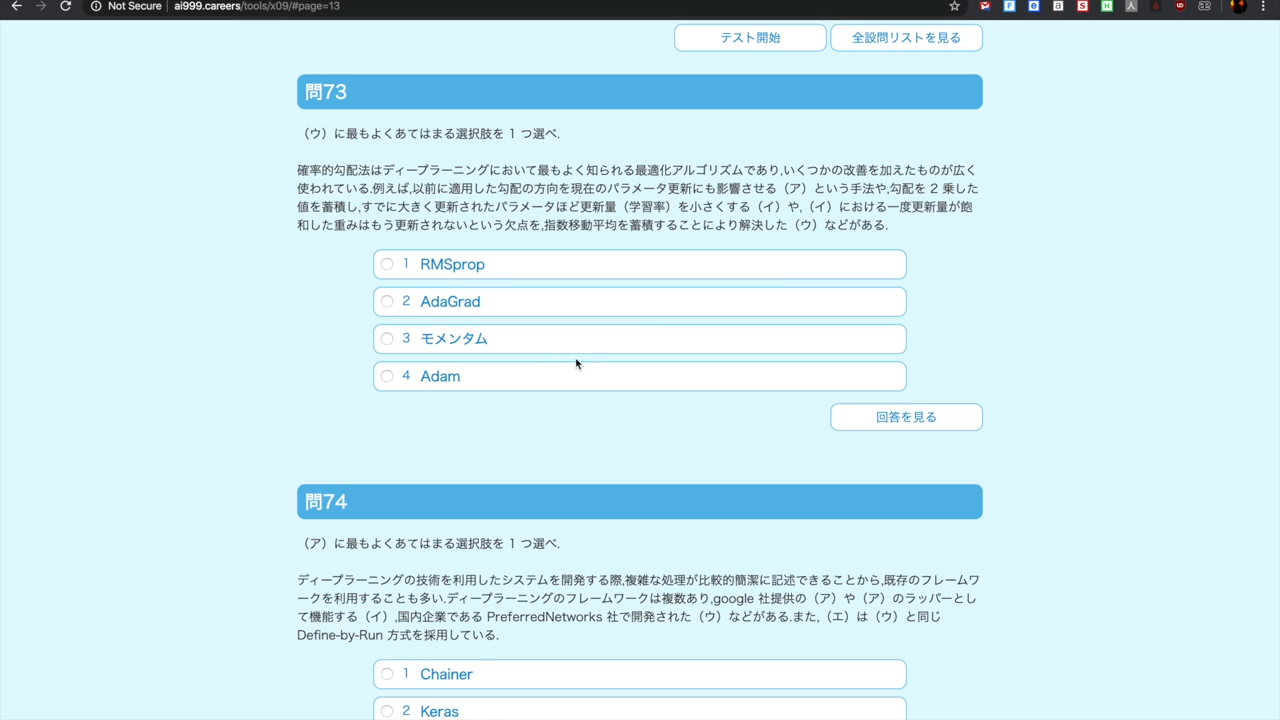 Not Secure ai999.careers/tools/x09/#page=13
テスト開始 全設問リストを見る
問73
（ウ）に最もよくあてはまる選択肢を 1 つ選べ.
確率的勾配法はディープラーニングにおいて最もよく知られる最適化アルゴリズムであり,いくつかの改善を加えたものが広く
使われている.例えば,以前に適用した勾配の方向を現在のパラメータ更新にも影響させる（ア）という手法や,勾配を 2 乗した
値を蓄積し,すでに大きく更新されたパラメータほど更新量（学習率）を小さくする（イ）や,（イ）における一度更新量が飽
和した重みはもう更新されないという欠点を,指数移動平均を蓄積することにより解決した（ウ）などがある.
1 RMSprop
2 AdaGrad
3 モメンタム
4 Adam
回答を見る
問74
（ア）に最もよくあてはまる選択肢を 1 つ選べ.
ディープラーニングの技術を利用したシステムを開発する際,複雑な処理が比較的簡潔に記述できることから,既存のフレームワ
ークを利用することも多い.ディープラーニングのフレームワークは複数あり,google 社提供の（ア）や（ア）のラッパーとし
て機能する（イ）,国内企業である PreferredNetworks 社で開発された（ウ）などがある.また,（エ）は（ウ）と同じ
Define-by-Run 方式を採用している.
1 Chainer
2 Keras